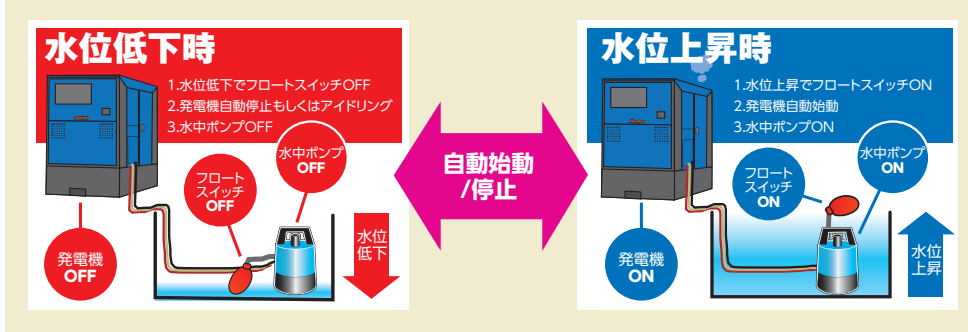 水位低下時
1.水位低下でフロートスイッチOFF
2.発電機自動停止もしくはアイドリング
3.水中ポンプOFF
水中ポンプ
OFF
フロート
スイッチ
OFF
発電機
OFF
水位
低下
自動始動
/停止
水位上昇時
1.水位上昇でフロートスイッチON
2.発電機自動始動
3.水中ポンプON
水中ポンプ
ON
フロート
スイッチ
ON
発電機
ON
水位
上昇